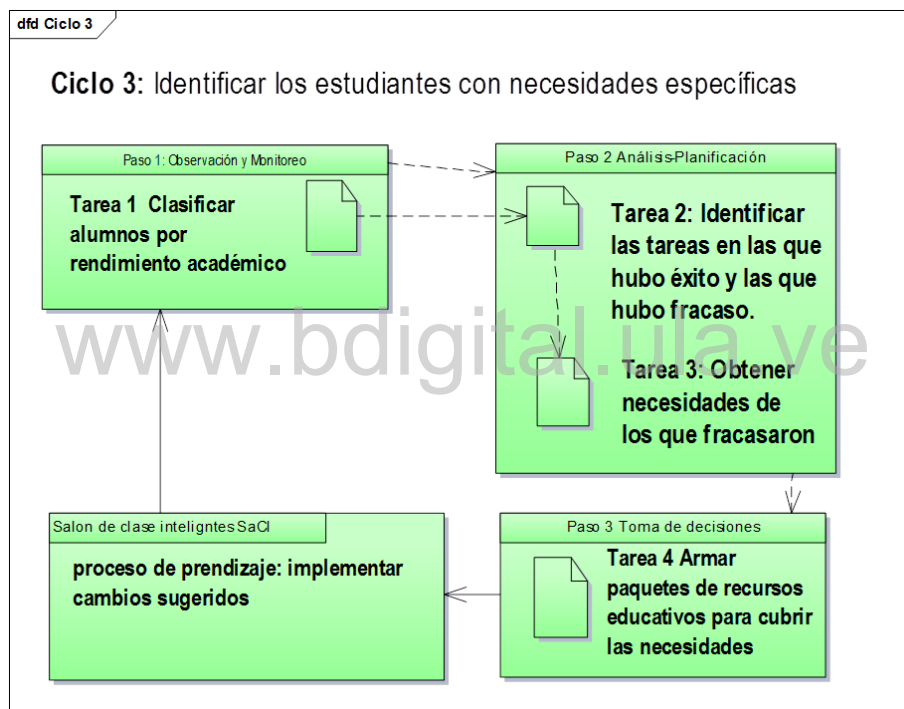 dfd Ciclo 3
Ciclo 3: Identificar los estudiantes con necesidades específicas
Paso 1: Observación y Monitoreo
Tarea 1 Clasificar
alumnos por
rendimiento académico
Paso 2 Análisis-Planificación
Tarea 2: Identificar
las tareas en las que
hubo éxito y las que
hubo fracaso.
Tarea 3: Obtener
necesidades de
los que fracasaron
www.bdigital.ula.ve
Salon de clase inteligntes SaCI
proceso de prendizaje: implementar
cambios sugeridos
Paso 3 Toma de decisiones
Tarea 4 Armar
paquetes de recursos
educativos para cubrir
las necesidades